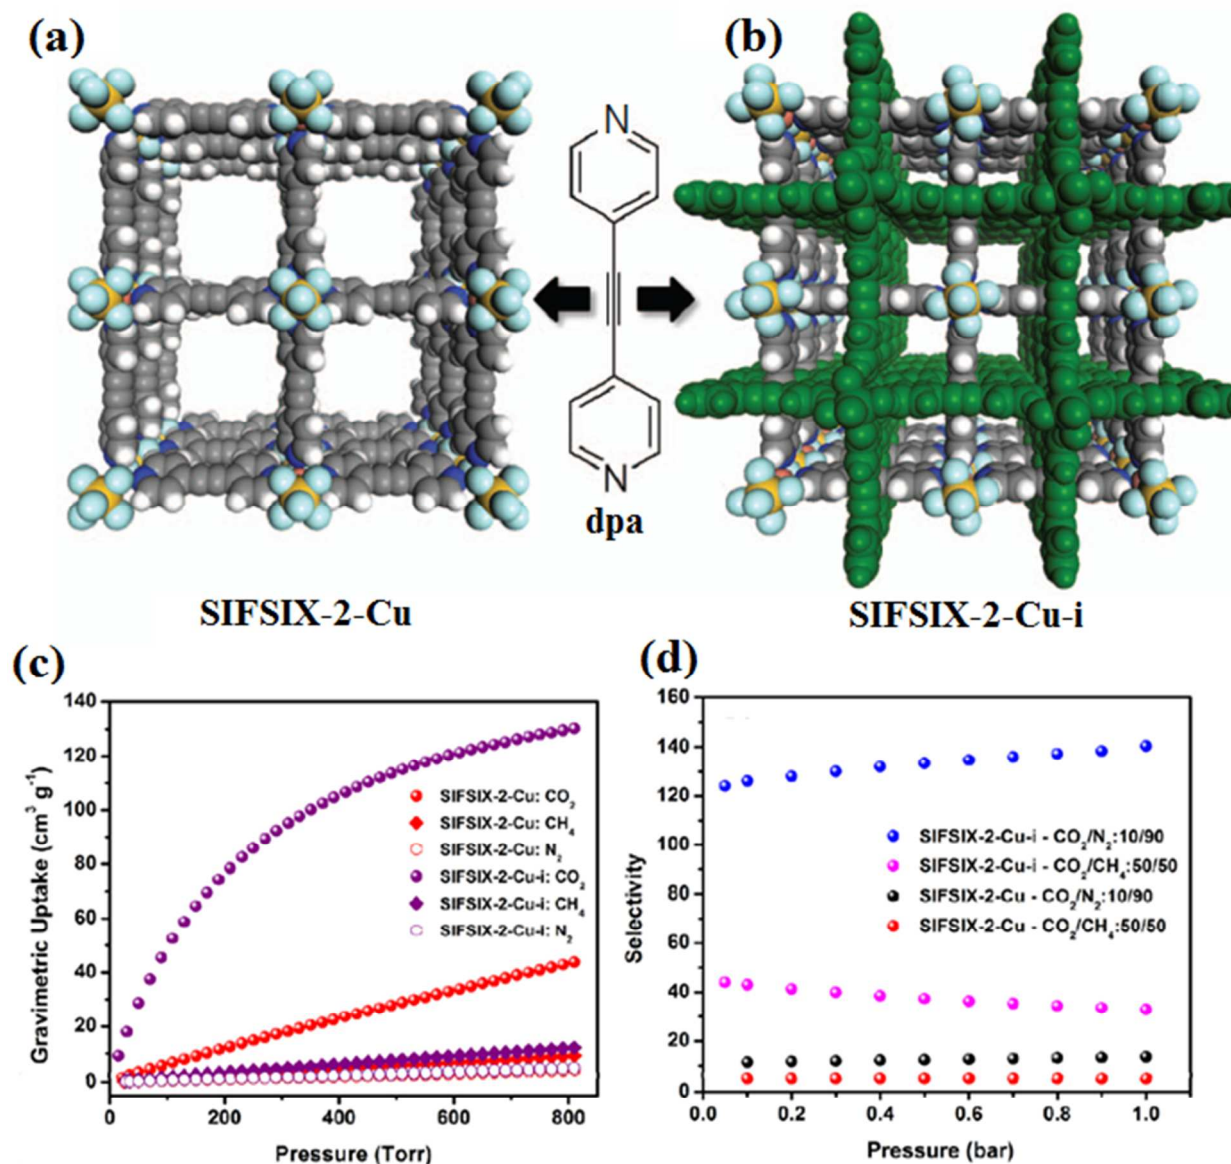 (a)
(b)
N
N
dpa
SIFSIX-2-Cu
SIFSIX-2-Cu-i
(c)
140
120
100
80
60
40
20
0
Gravimetric Uptake (cm³ g⁻¹)
SIFSIX-2-Cu: CO₂
SIFSIX-2-Cu: CH₄
SIFSIX-2-Cu: N₂
SIFSIX-2-Cu-i: CO₂
SIFSIX-2-Cu-i: CH₄
SIFSIX-2-Cu-i: N₂
0 200 400 600 800
Pressure (Torr)
(d)
160
140
120
100
80
60
40
20
10
0
Selectivity
SIFSIX-2-Cu-i - CO₂/N₂:10/90
SIFSIX-2-Cu-i - CO₂/CH₄:50/50
SIFSIX-2-Cu - CO₂/N₂:10/90
SIFSIX-2-Cu - CO₂/CH₄:50/50
0.0 0.2 0.4 0.6 0.8 1.0
Pressure (bar)